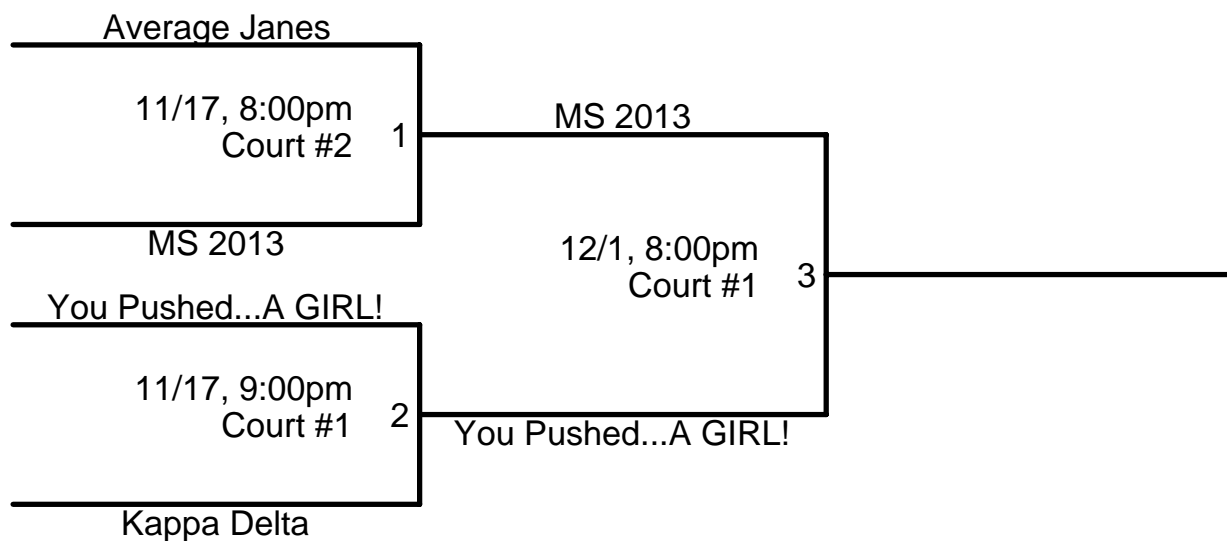 Average Janes
11/17, 8:00pm
Court #2
1
MS 2013
MS 2013
12/1, 8:00pm
Court #1
3
You Pushed...A GIRL!
11/17, 9:00pm
Court #1
2
You Pushed...A GIRL!
Kappa Delta